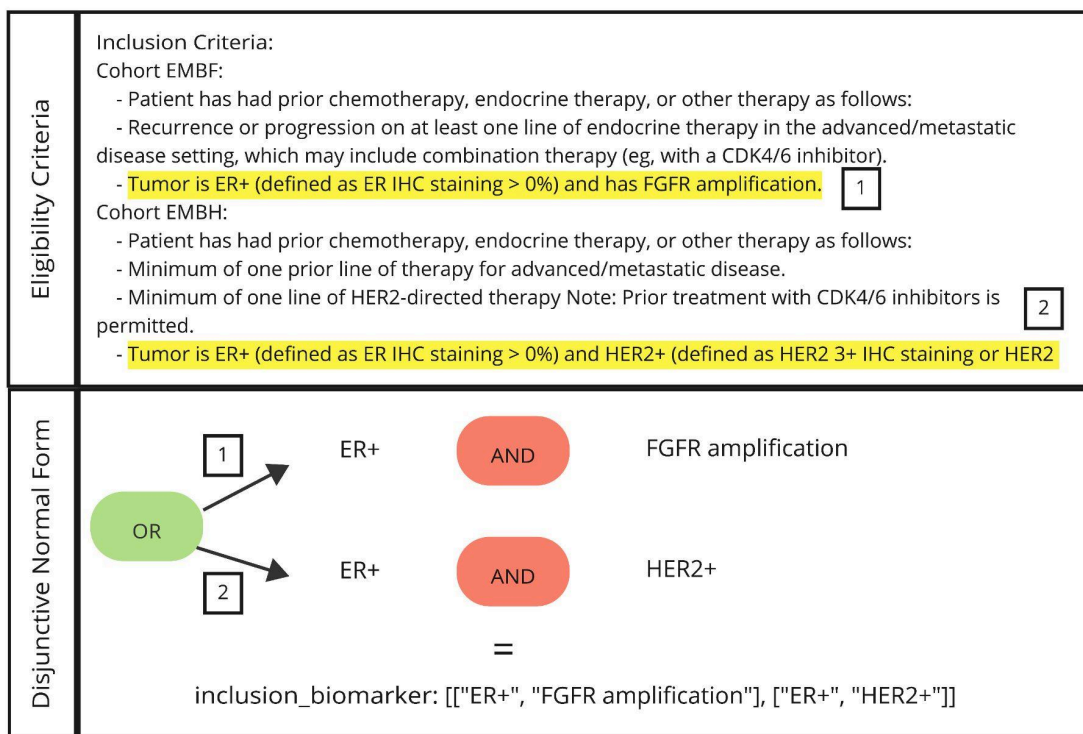 Eligibility Criteria
Inclusion Criteria:
Cohort EMBF:
- Patient has had prior chemotherapy, endocrine therapy, or other therapy as follows:
- Recurrence or progression on at least one line of endocrine therapy in the advanced/metastatic
disease setting, which may include combination therapy (eg, with a CDK4/6 inhibitor).
- Tumor is ER+ (defined as ER IHC staining > 0%) and has FGFR amplification.
1
Cohort EMBH:
- Patient has had prior chemotherapy, endocrine therapy, or other therapy as follows:
- Minimum of one prior line of therapy for advanced/metastatic disease.
- Minimum of one line of HER2-directed therapy Note: Prior treatment with CDK4/6 inhibitors is
2
permitted.
- Tumor is ER+ (defined as ER IHC staining > 0%) and HER2+ (defined as HER2 3+ IHC staining or HER2
Disjunctive Normal Form
1
ER+ AND FGFR amplification
OR
2
ER+ AND HER2+
=
inclusion_biomarker: [["ER+", "FGFR amplification"], ["ER+", "HER2+"]]